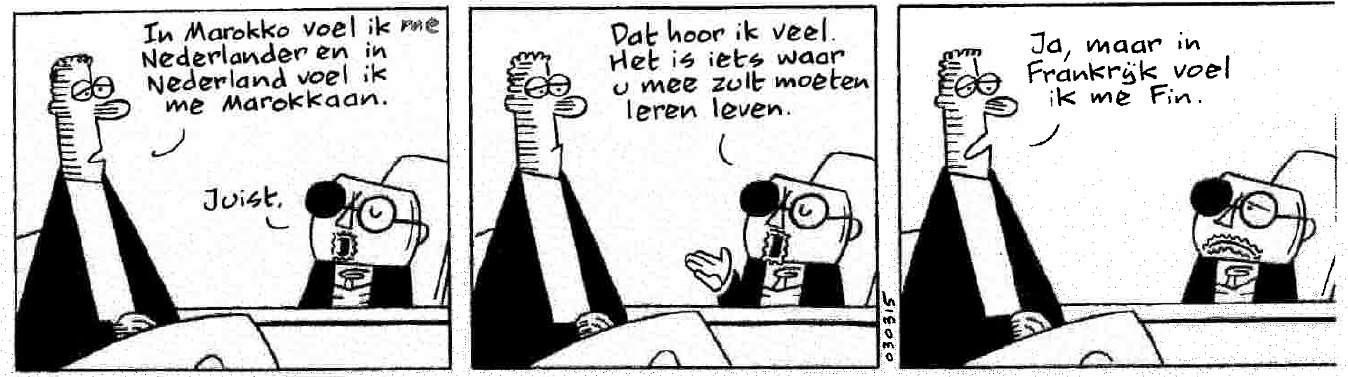 In Marokko voel ik me
Nederlander en in
Nederland voel ik
me Marokkaan.
Juist.
Dat hoor ik veel.
Het is iets waar
u mee zult moeten
leren leven.
030315
Ja, maar in
Frankrijk voel
ik me Fin.